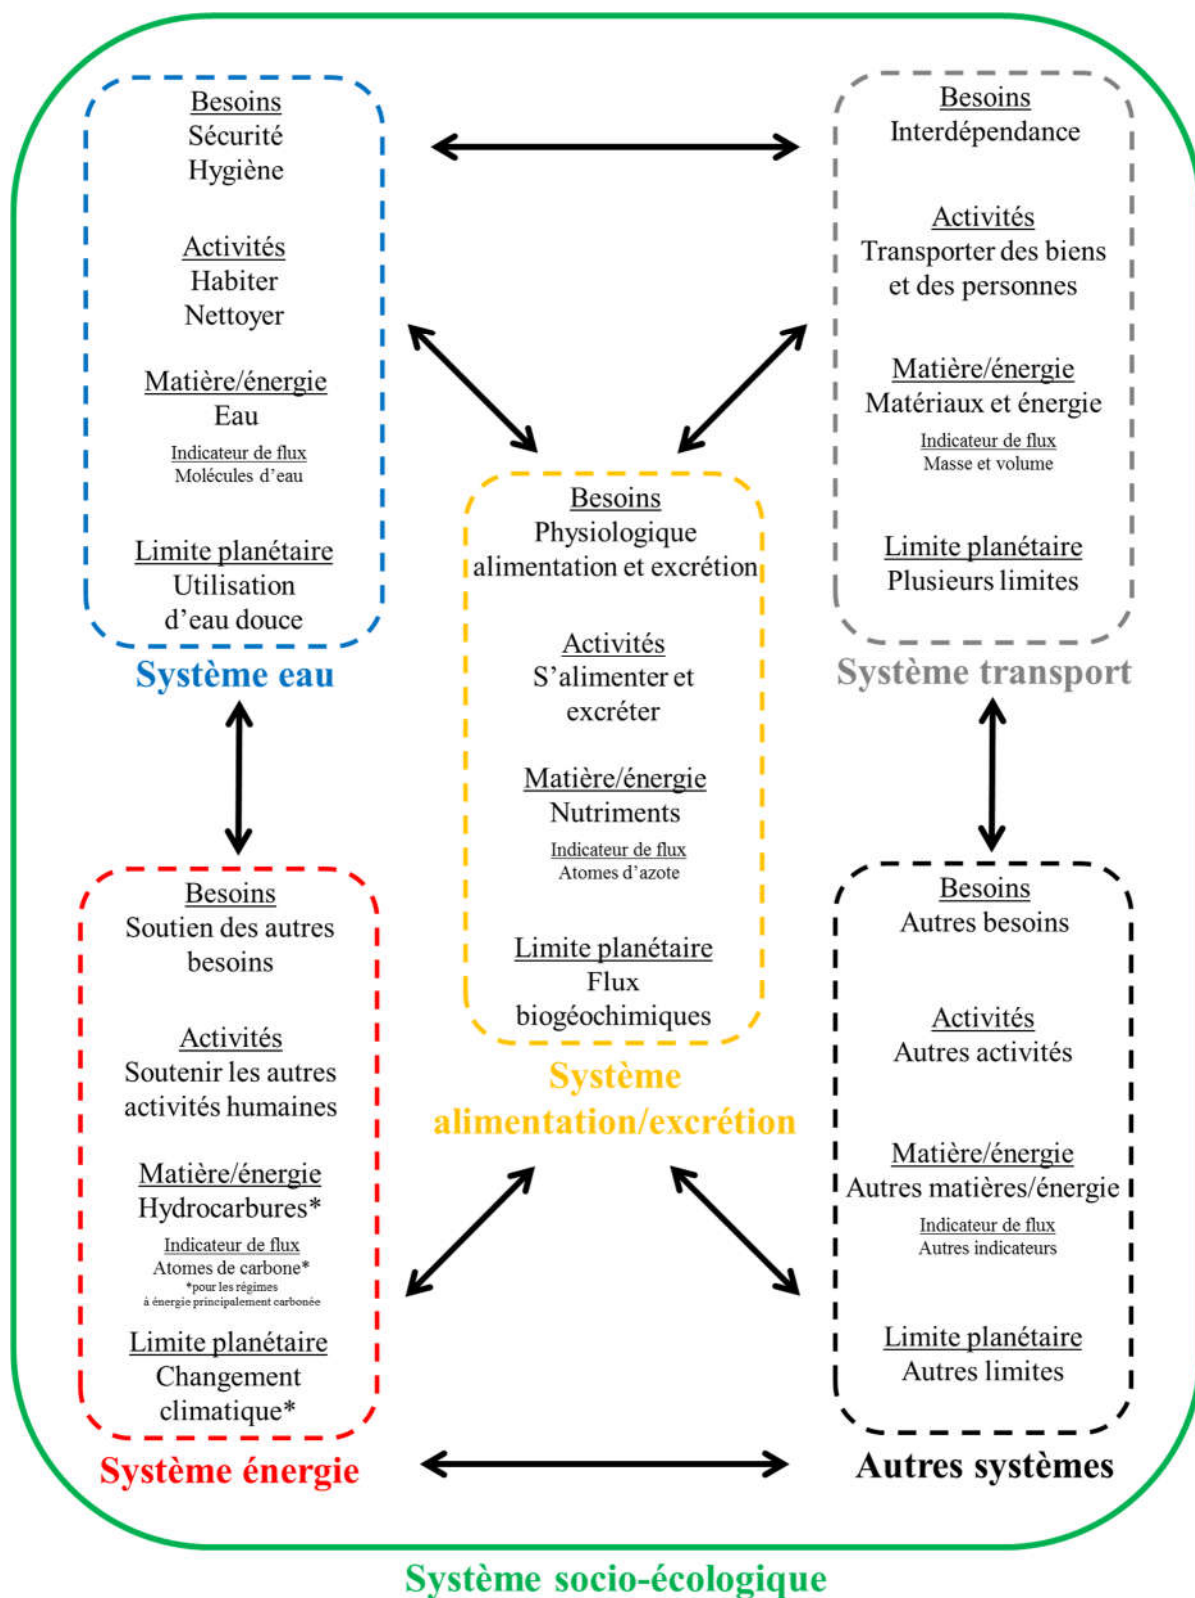 Besoins
Sécurité
Hygiène
Activités
Habiter
Nettoyer
Matière/énergie
Eau
Indicateur de flux
Molécules d’eau
Limite planétaire
Utilisation
d’eau douce
Système eau
Besoins
Interdépendance
Activités
Transporter des biens
et des personnes
Matière/énergie
Matériaux et énergie
Indicateur de flux
Masse et volume
Limite planétaire
Plusieurs limites
Système transport
Besoins
Physiologique
alimentation et excrétion
Activités
S’alimenter et
excréter
Matière/énergie
Nutriments
Indicateur de flux
Atomes d’azote
Limite planétaire
Flux
biogéochimiques
Système
alimentation/excrétion
Besoins
Soutien des autres
besoins
Activités
Soutenir les autres
activités humaines
Matière/énergie
Hydrocarbures*
Indicateur de flux
Atomes de carbone*
*pour les régimes
à énergie principalement carbonée
Limite planétaire
Changement
climatique*
Système énergie
Besoins
Autres besoins
Activités
Autres activités
Matière/énergie
Autres matières/énergie
Indicateur de flux
Autres indicateurs
Limite planétaire
Autres limites
Autres systèmes
Système socio-écologique